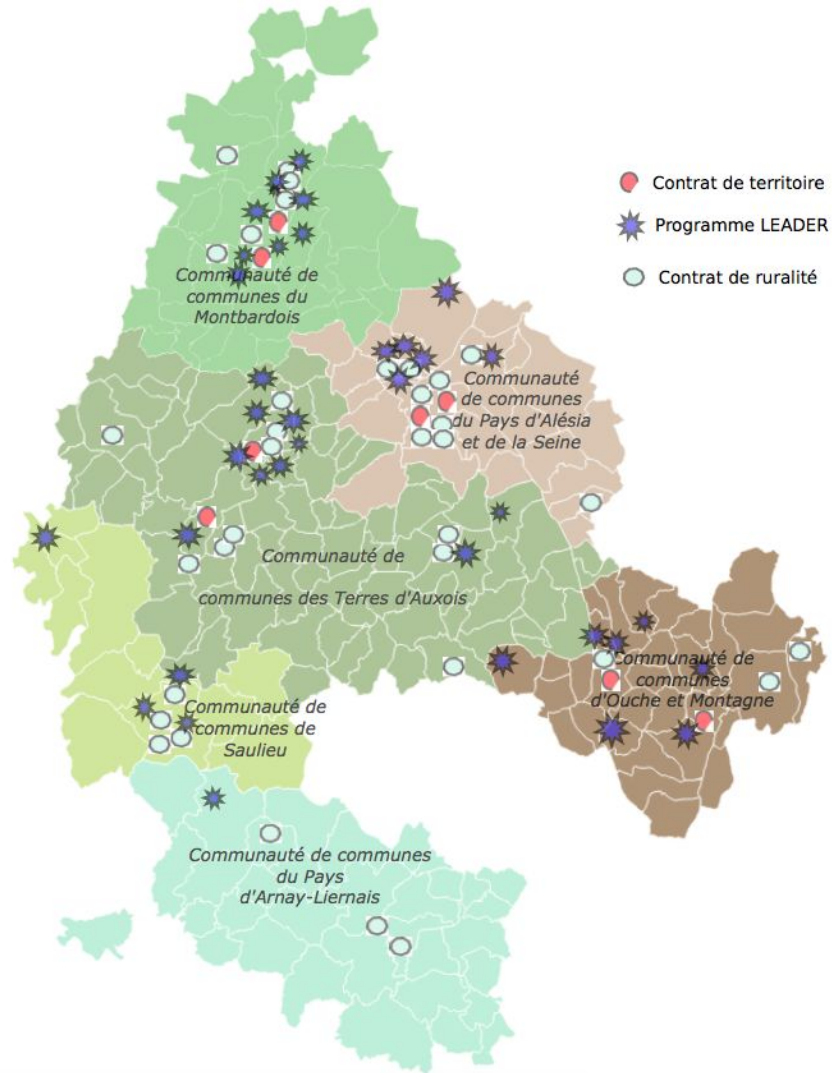 Contrat de territoire
Programme LEADER
Contrat de ruralité
Communauté de
communes du
Montbardois
Communauté
de communes
du Pays d'Alésia
et de la Seine
Communauté de
communes des Terres d'Auxois
Communauté de
communes
d'Ouche et Montagne
Communauté de
communes de
Saulieu
Communauté de communes
du Pays
d'Arnay-Liernais